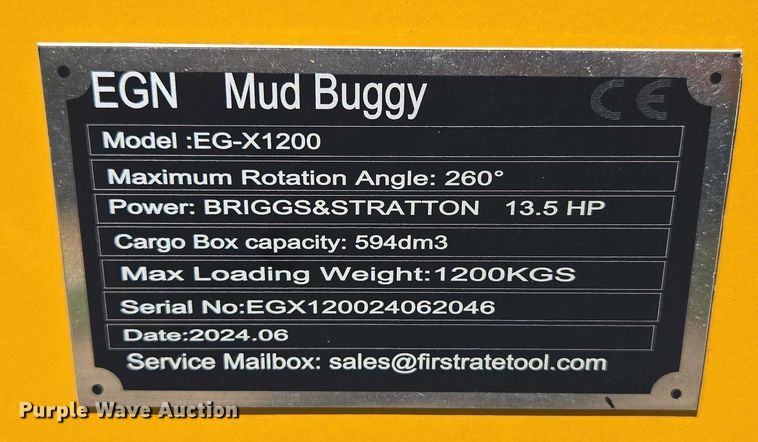 EGN Mud Buggy CE
Model :EG-X1200
Maximum Rotation Angle: 260°
Power: BRIGGS&STRATTON 13.5 HP
Cargo Box capacity: 594dm3
Max Loading Weight:1200KGS
Serial No:EGX120024062046
Date:2024.06
Service Mailbox: sales@firstratetool.com
Purple Wave Auction